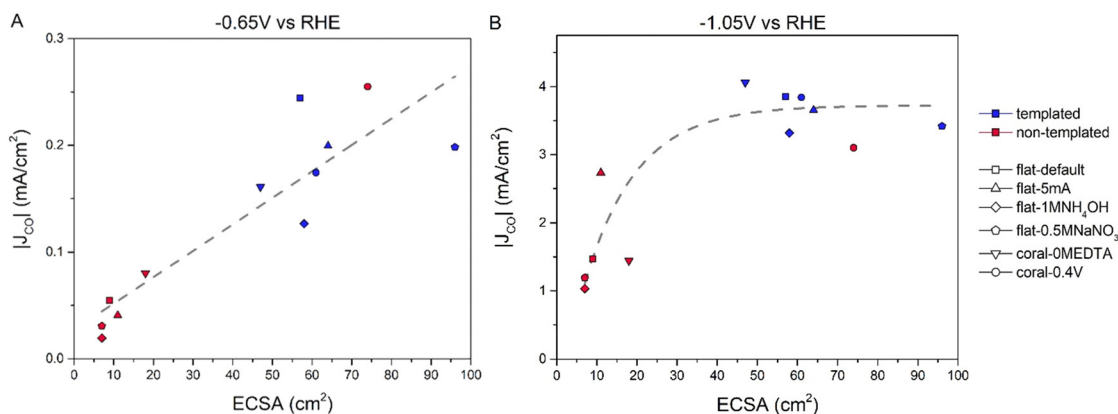 A
-0.65V vs RHE
|J_CO| (mA/cm²)
0.3
0.2
0.1
0.0
0 10 20 30 40 50 60 70 80 90 100
ECSA (cm²)
B
-1.05V vs RHE
|J_CO| (mA/cm²)
4
3
2
1
0
0 10 20 30 40 50 60 70 80 90 100
ECSA (cm²)
templated
non-templated
flat-default
flat-5mA
flat-1MNH₄OH
flat-0.5MNaNO₃
coral-0MEDTA
coral-0.4V